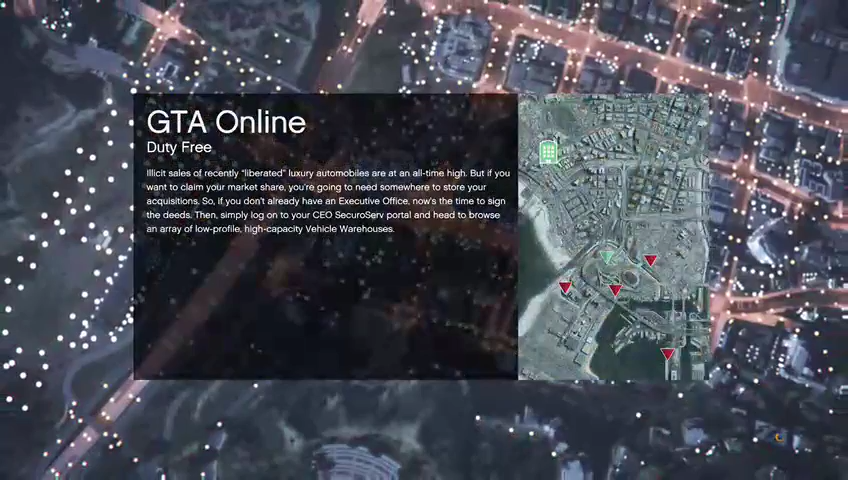 GTA Online
Duty Free
Illicit sales of recently "liberated" luxury automobiles are at an all-time high. But if you
want to claim your market share, you're going to need somewhere to store your
acquisitions. So, if you don't already have an Executive Office, now's the time to sign
the deeds. Then, simply log on to your CEO SecuroServ portal and head to browse
an array of low-profile, high-capacity Vehicle Warehouses.